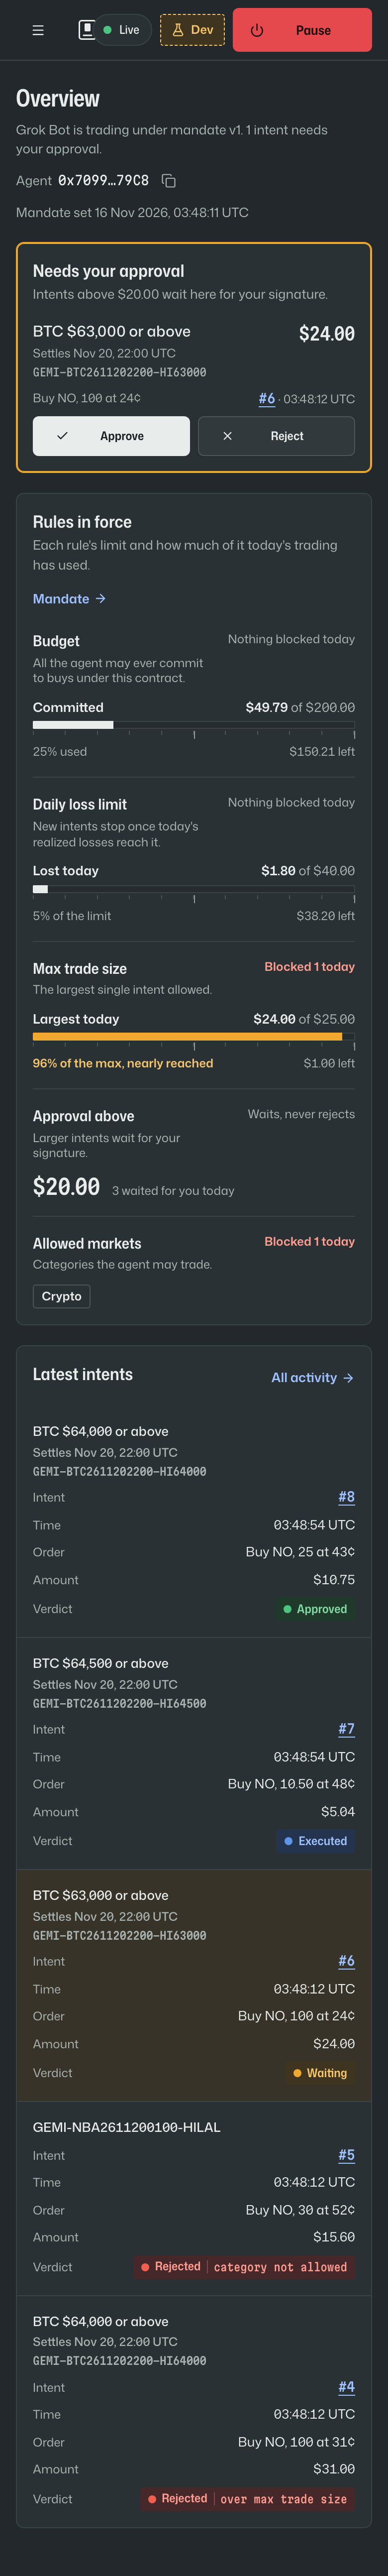 Live
Dev
Pause
Overview
Grok Bot is trading under mandate v1. 1 intent needs
your approval.
Agent 0x7099…79C8
Mandate set 16 Nov 2026, 03:48:11 UTC
Needs your approval
Intents above $20.00 wait here for your signature.
BTC $63,000 or above $24.00
Settles Nov 20, 22:00 UTC
GEMI-BTC2611202200-HI63000
Buy NO, 100 at 24¢ #6 · 03:48:12 UTC
Approve Reject
Rules in force
Each rule's limit and how much of it today's trading
has used.
Mandate →
Budget Nothing blocked today
All the agent may ever commit
to buys under this contract.
Committed $49.79 of $200.00
25% used $150.21 left
Daily loss limit Nothing blocked today
New intents stop once today's
realized losses reach it.
Lost today $1.80 of $40.00
5% of the limit $38.20 left
Max trade size Blocked 1 today
The largest single intent allowed.
Largest today $24.00 of $25.00
96% of the max, nearly reached $1.00 left
Approval above Waits, never rejects
Larger intents wait for your
signature.
$20.00 3 waited for you today
Allowed markets Blocked 1 today
Categories the agent may trade.
Crypto
Latest intents All activity →
BTC $64,000 or above
Settles Nov 20, 22:00 UTC
GEMI-BTC2611202200-HI64000
Intent #8
Time 03:48:54 UTC
Order Buy NO, 25 at 43¢
Amount $10.75
Verdict Approved
BTC $64,500 or above
Settles Nov 20, 22:00 UTC
GEMI-BTC2611202200-HI64500
Intent #7
Time 03:48:54 UTC
Order Buy NO, 10.50 at 48¢
Amount $5.04
Verdict Executed
BTC $63,000 or above
Settles Nov 20, 22:00 UTC
GEMI-BTC2611202200-HI63000
Intent #6
Time 03:48:12 UTC
Order Buy NO, 100 at 24¢
Amount $24.00
Verdict Waiting
GEMI-NBA2611200100-HILAL
Intent #5
Time 03:48:12 UTC
Order Buy NO, 30 at 52¢
Amount $15.60
Verdict Rejected | category not allowed
BTC $64,000 or above
Settles Nov 20, 22:00 UTC
GEMI-BTC2611202200-HI64000
Intent #4
Time 03:48:12 UTC
Order Buy NO, 100 at 31¢
Amount $31.00
Verdict Rejected | over max trade size